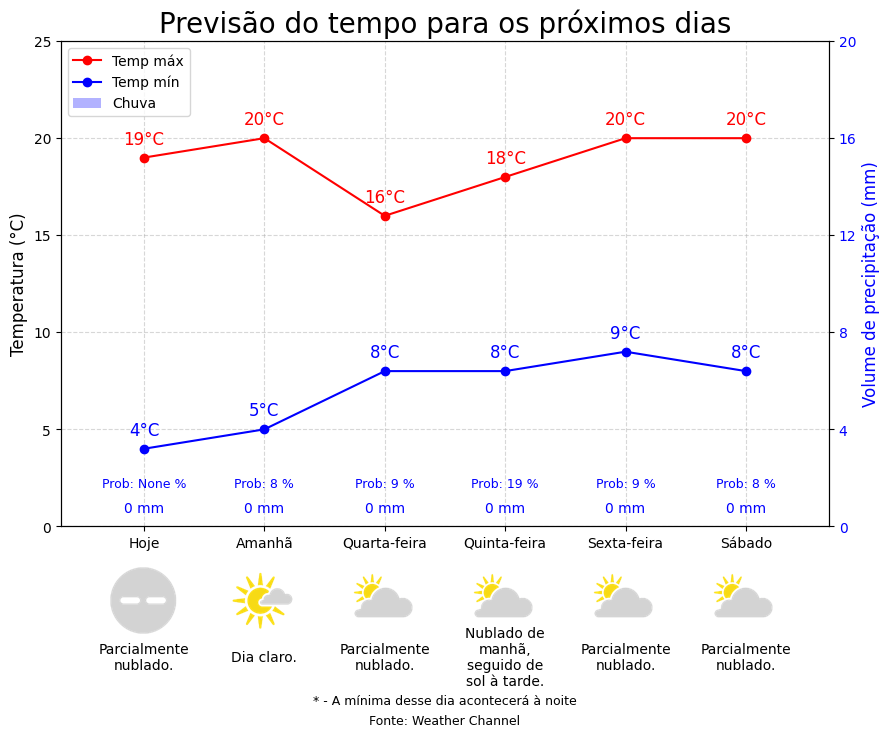 Previsão do tempo para os próximos dias
25
20
15
10
5
0
Temperatura (°C)
20
16
12
8
4
0
Volume de precipitação (mm)
Temp máx
Temp mín
Chuva
19°C
20°C
16°C
18°C
20°C
20°C
4°C
5°C
8°C
8°C
9°C
8°C
Prob: None %
Prob: 8 %
Prob: 9 %
Prob: 19 %
Prob: 9 %
Prob: 8 %
0 mm
0 mm
0 mm
0 mm
0 mm
0 mm
Hoje
Amanhã
Quarta-feira
Quinta-feira
Sexta-feira
Sábado
Parcialmente
nublado.
Dia claro.
Parcialmente
nublado.
Nublado de
manhã,
seguido de
sol à tarde.
Parcialmente
nublado.
Parcialmente
nublado.
* - A mínima desse dia acontecerá à noite
Fonte: Weather Channel